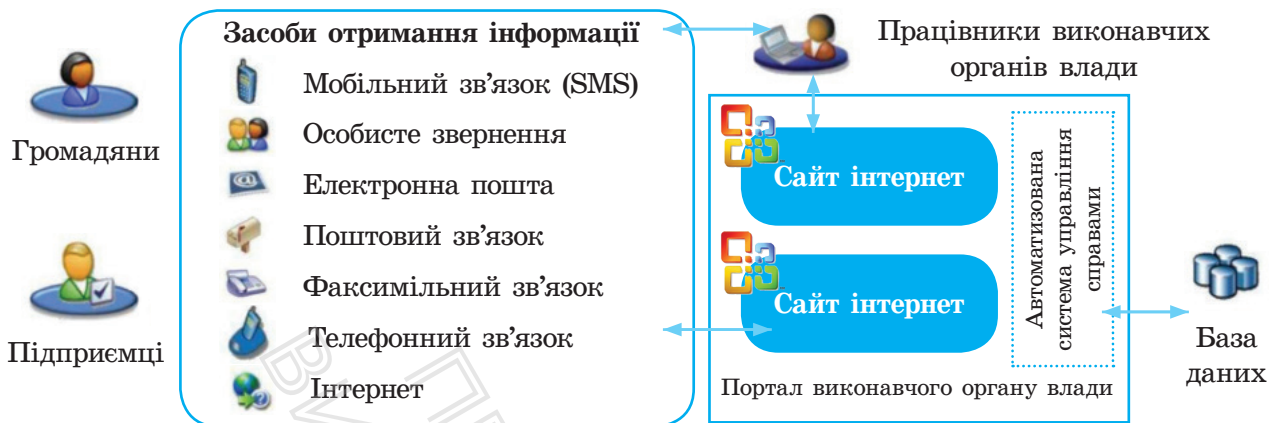 Громадяни
Підприємці
Засоби отримання інформації
Мобільний зв'язок (SMS)
Особисте звернення
Електронна пошта
Поштовий зв'язок
Факсимільний зв'язок
Телефонний зв'язок
Інтернет
Працівники виконавчих
органів влади
Сайт інтернет
Сайт інтернет
Автоматизована
система управління
справами
Портал виконавчого органу влади
База
даних